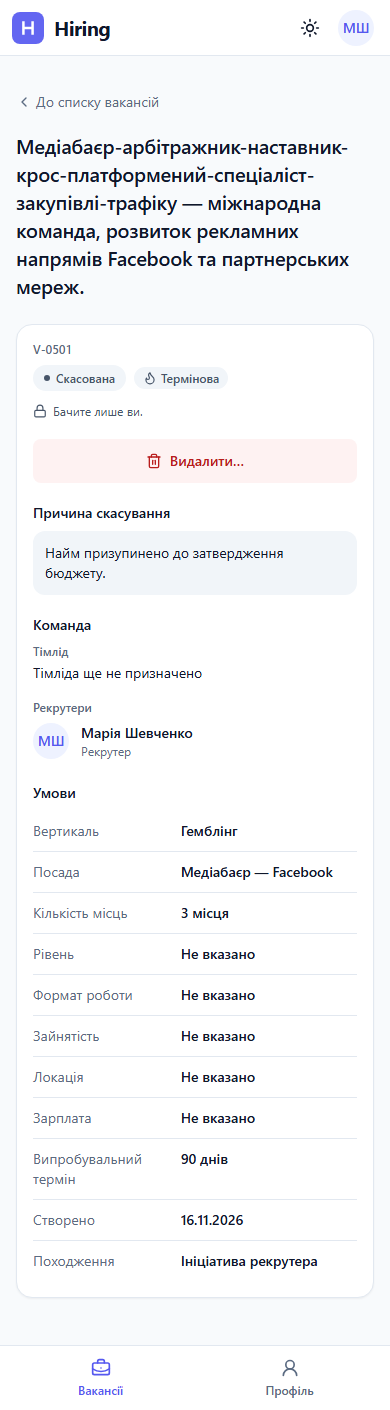 H Hiring МШ
До списку вакансій
Медіабаєр-арбітражник-наставник-
крос-платформений-спеціаліст-
закупівлі-трафіку — міжнародна
команда, розвиток рекламних
напрямів Facebook та партнерських
мереж.
V-0501
Скасована Термінова
Бачите лише ви.
Видалити...
Причина скасування
Найм призупинено до затвердження
бюджету.
Команда
Тімлід
Тімліда ще не призначено
Рекрутери
МШ Марія Шевченко
Рекрутер
Умови
Вертикаль Гемблінг
Посада Медіабаєр — Facebook
Кількість місць 3 місця
Рівень Не вказано
Формат роботи Не вказано
Зайнятість Не вказано
Локація Не вказано
Зарплата Не вказано
Випробувальний 90 днів
термін
Створено 16.11.2026
Походження Ініціатива рекрутера
Вакансії Профіль